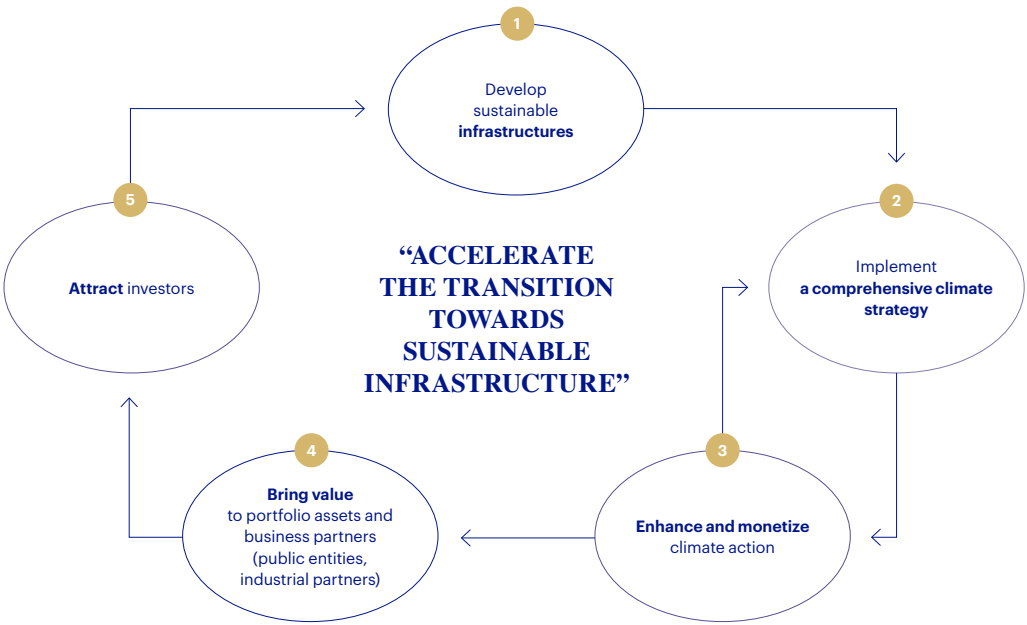 1
Develop
sustainable
infrastructures
2
Implement
a comprehensive climate
strategy
3
Enhance and monetize
climate action
4
Bring value
to portfolio assets and
business partners
(public entities,
industrial partners)
5
Attract investors
“ACCELERATE
THE TRANSITION
TOWARDS
SUSTAINABLE
INFRASTRUCTURE”